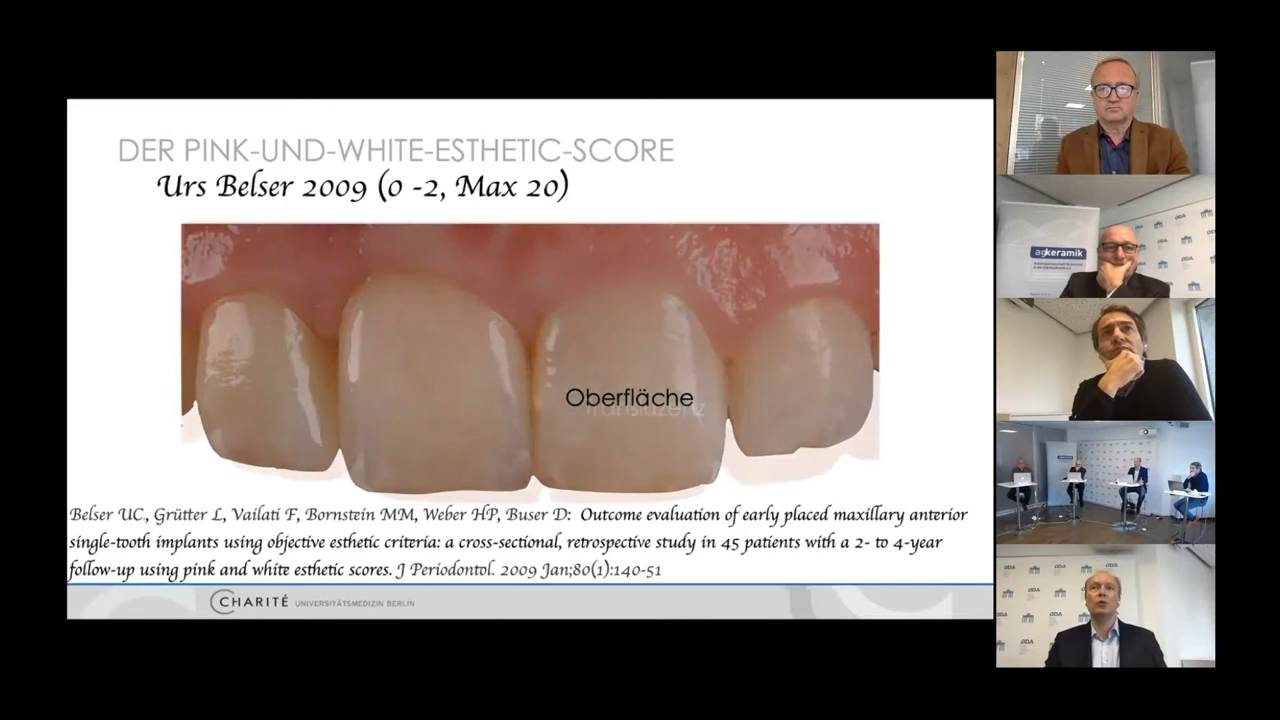 DER PINK-UND-WHITE-ESTHETIC-SCORE
Urs Belser 2009 (0 -2, Max 20)
Oberfläche
Transluzenz
Belser UC, Grütter L, Vailati F, Bornstein MM, Weber HP, Buser D: Outcome evaluation of early placed maxillary anterior
single-tooth implants using objective esthetic criteria: a cross-sectional, retrospective study in 45 patients with a 2- to 4-year
follow-up using pink and white esthetic scores. J Periodontol. 2009 Jan;80(1):140-51
CHARITÉ UNIVERSITÄTSMEDIZIN BERLIN
agkeramik